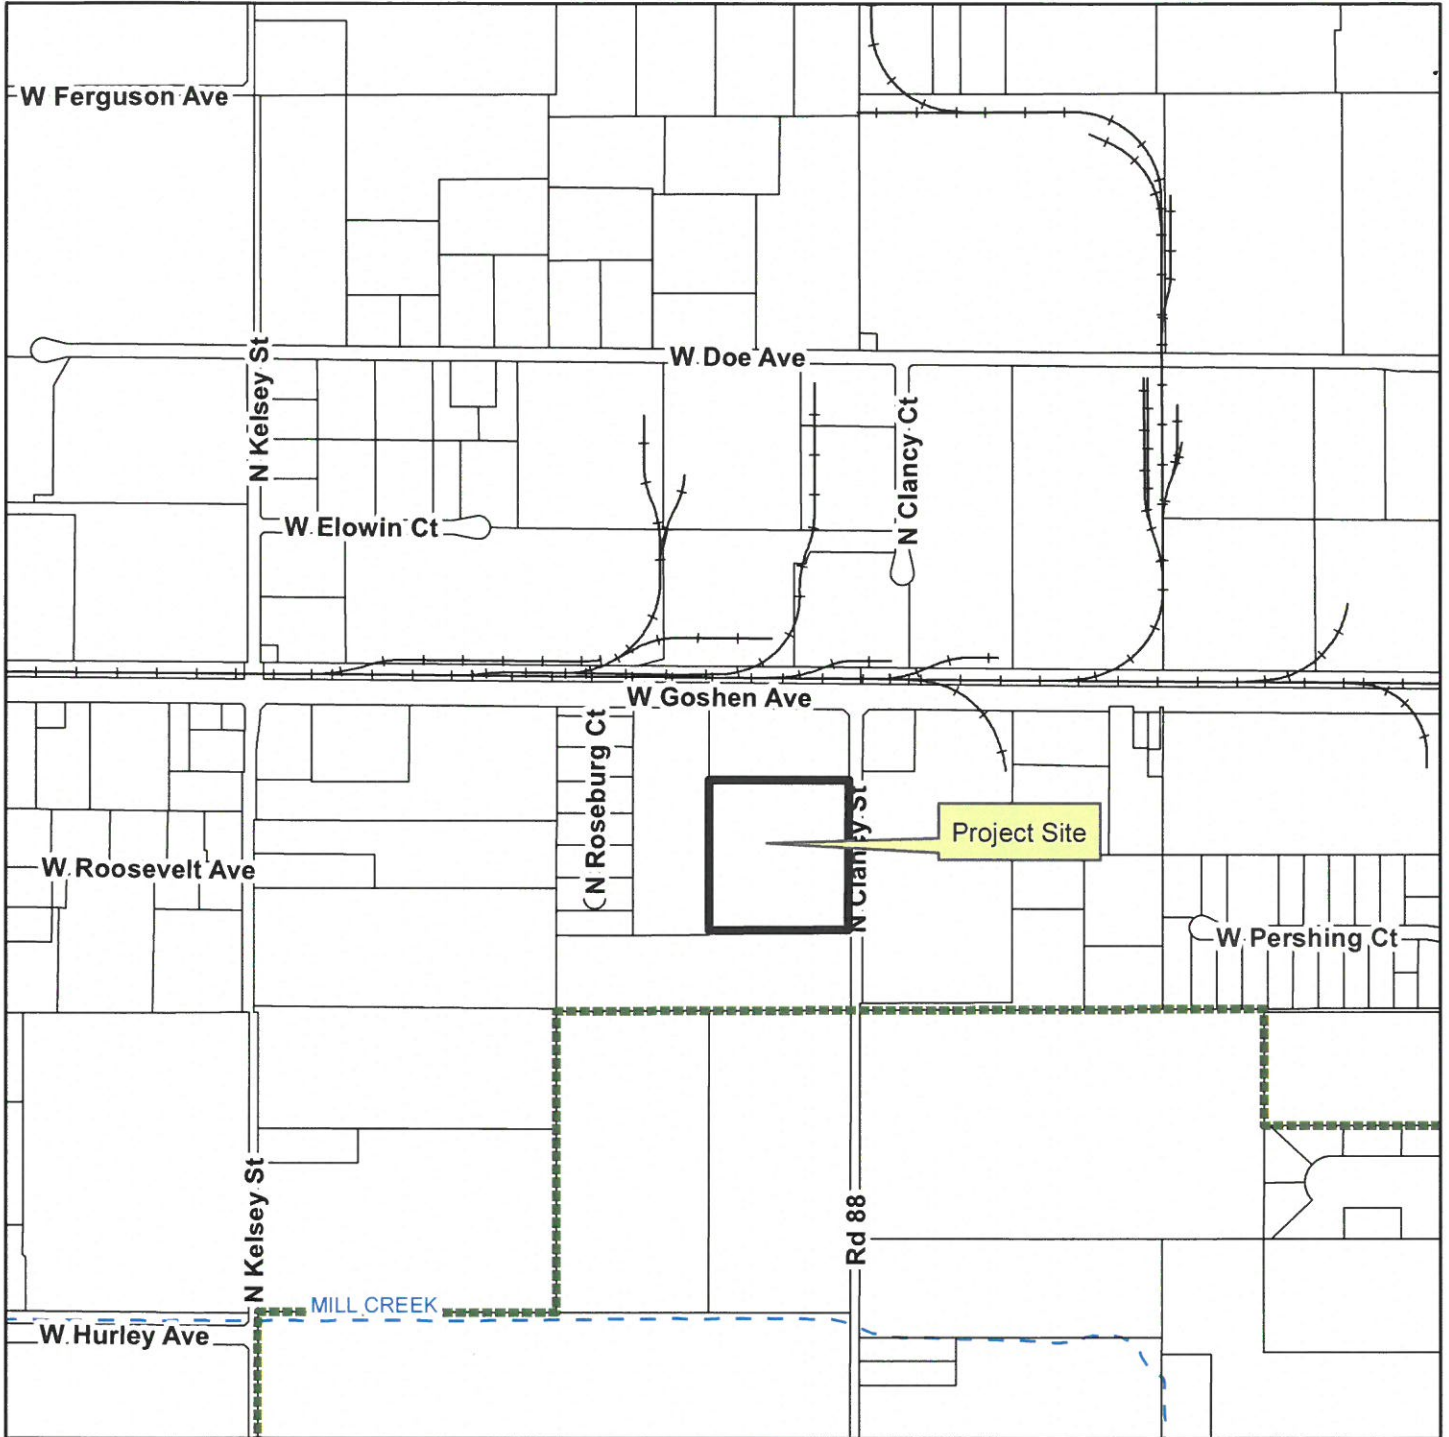 W Ferguson Ave
N Kelsey St
W Doe Ave
N Clancy Ct
W Elowin Ct
W Goshen Ave
N Roseburg Ct
N Clancy St
Project Site
W Roosevelt Ave
W Pershing Ct
N Kelsey St
Rd 88
MILL CREEK
W Hurley Ave